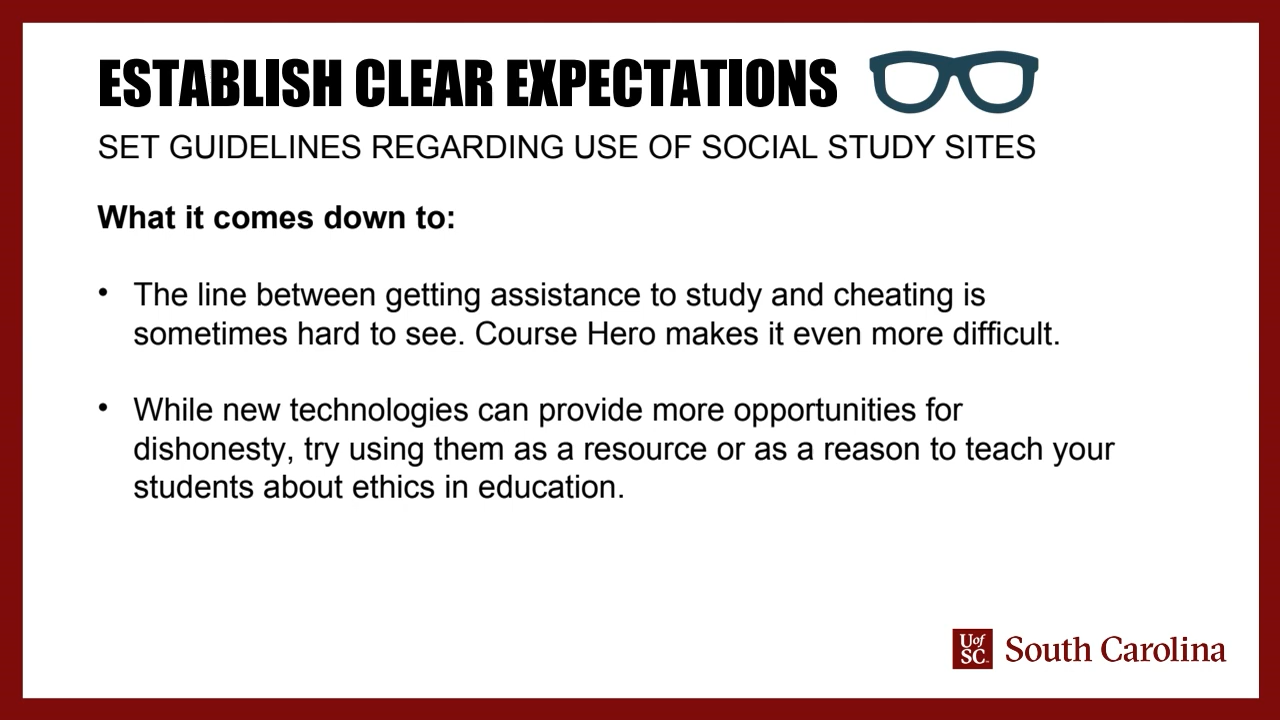 ESTABLISH CLEAR EXPECTATIONS
SET GUIDELINES REGARDING USE OF SOCIAL STUDY SITES
What it comes down to:
• The line between getting assistance to study and cheating is
sometimes hard to see. Course Hero makes it even more difficult.
• While new technologies can provide more opportunities for
dishonesty, try using them as a resource or as a reason to teach your
students about ethics in education.
UofSC
South Carolina